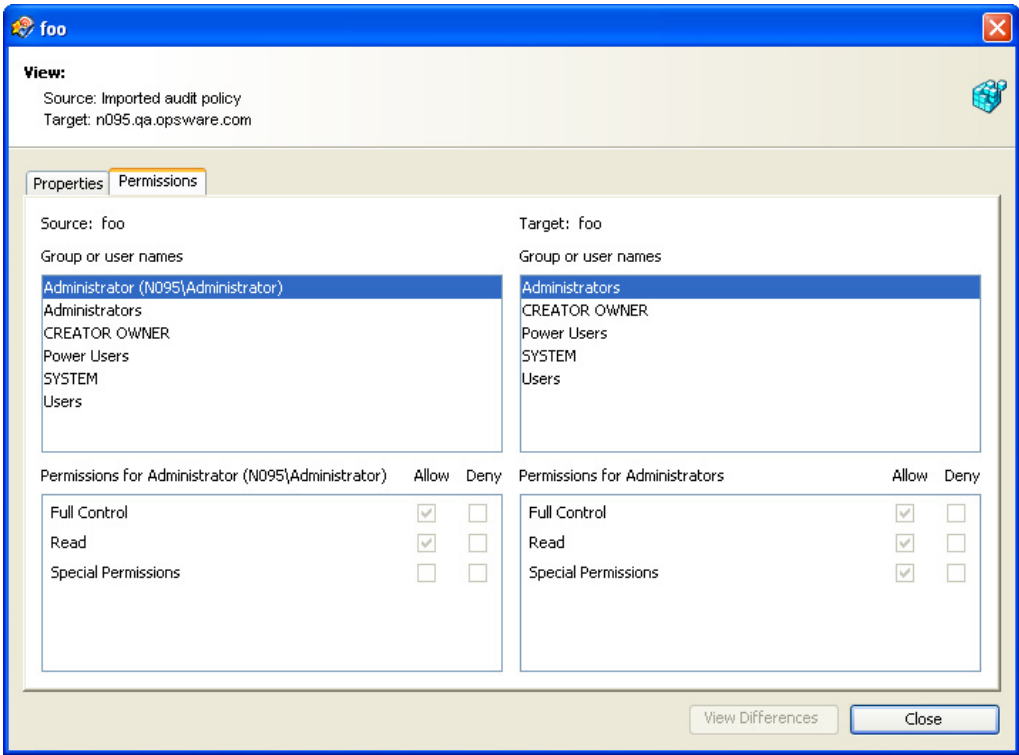 foo
View:
Source: Imported audit policy
Target: n095.qa.opsware.com
Properties Permissions
Source: foo
Group or user names
Administrator (N095\Administrator)
Administrators
CREATOR OWNER
Power Users
SYSTEM
Users
Permissions for Administrator (N095\Administrator) Allow Deny
Full Control
Read
Special Permissions
Target: foo
Group or user names
Administrators
CREATOR OWNER
Power Users
SYSTEM
Users
Permissions for Administrators Allow Deny
Full Control
Read
Special Permissions
View Differences Close